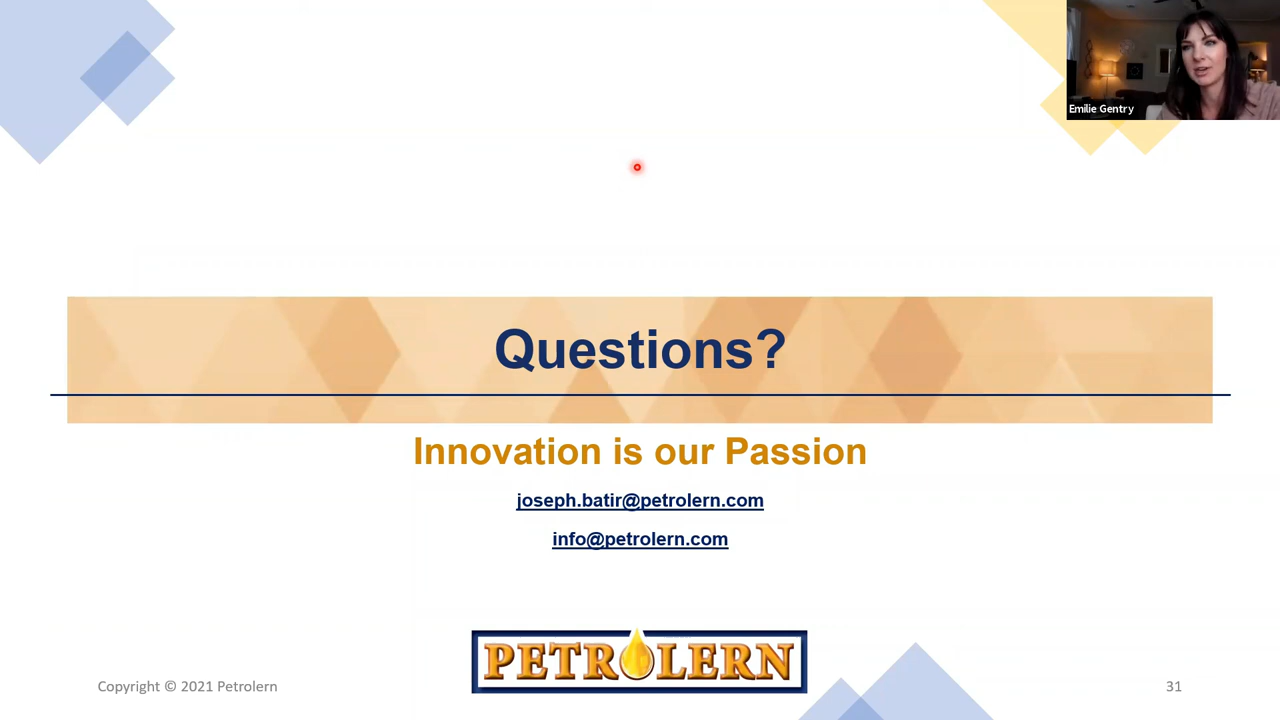 Emilie Gentry
Questions?
Innovation is our Passion
joseph.batir@petrolern.com
info@petrolern.com
PETROLERN
Copyright © 2021 Petrolern
31